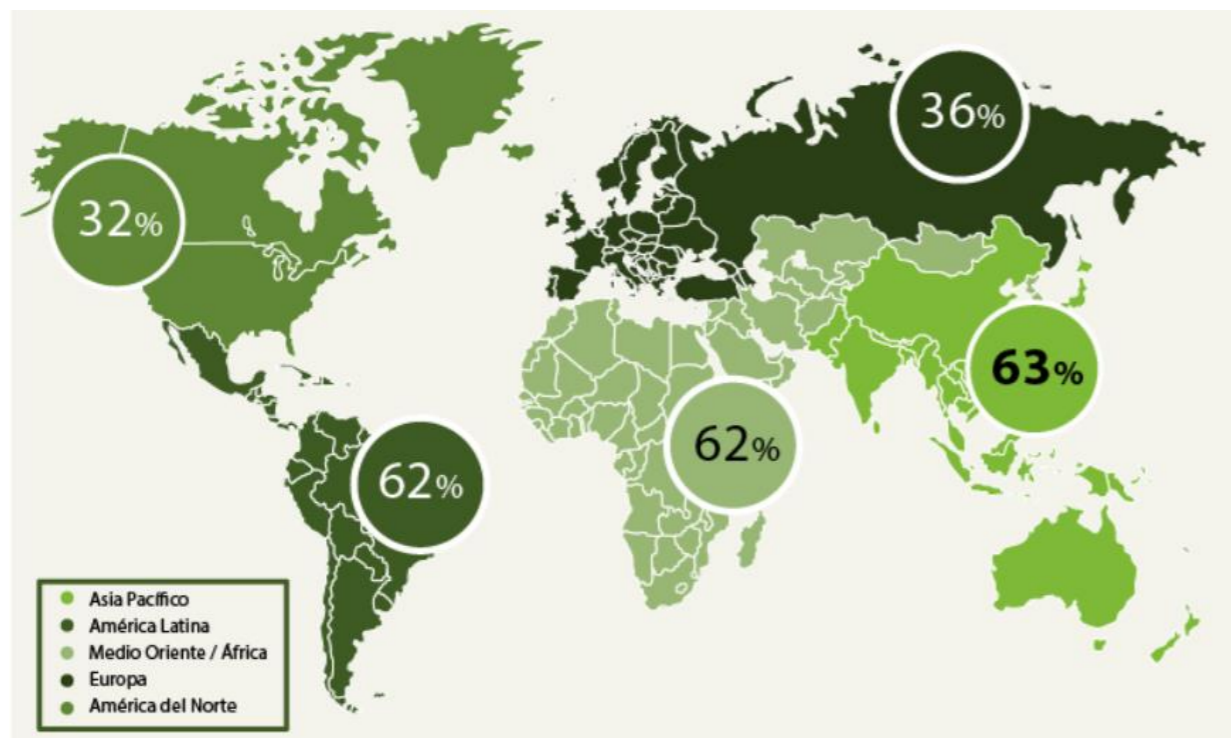 36%
32%
63%
62%
62%
Asia Pacífico
América Latina
Medio Oriente / África
Europa
América del Norte